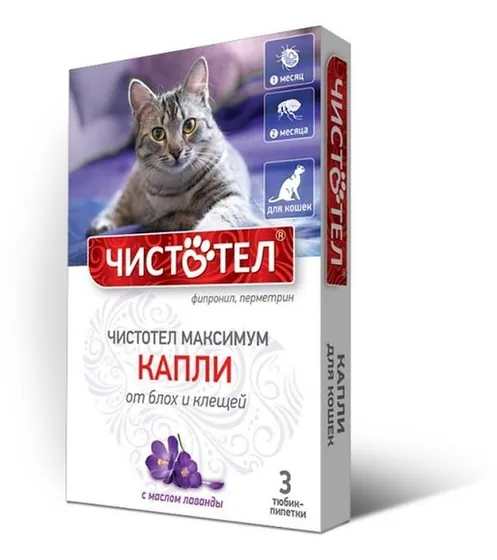 1 месяц
2 месяца
для кошек
ЧИСТОТЕЛ®
фипронил, перметрин
ЧИСТОТЕЛ МАКСИМУМ
КАПЛИ
от блох и клещей
с маслом лаванды
3
тюбик-
пипетки
ЧИСТОТЕЛ®
КАПЛИ
для кошек